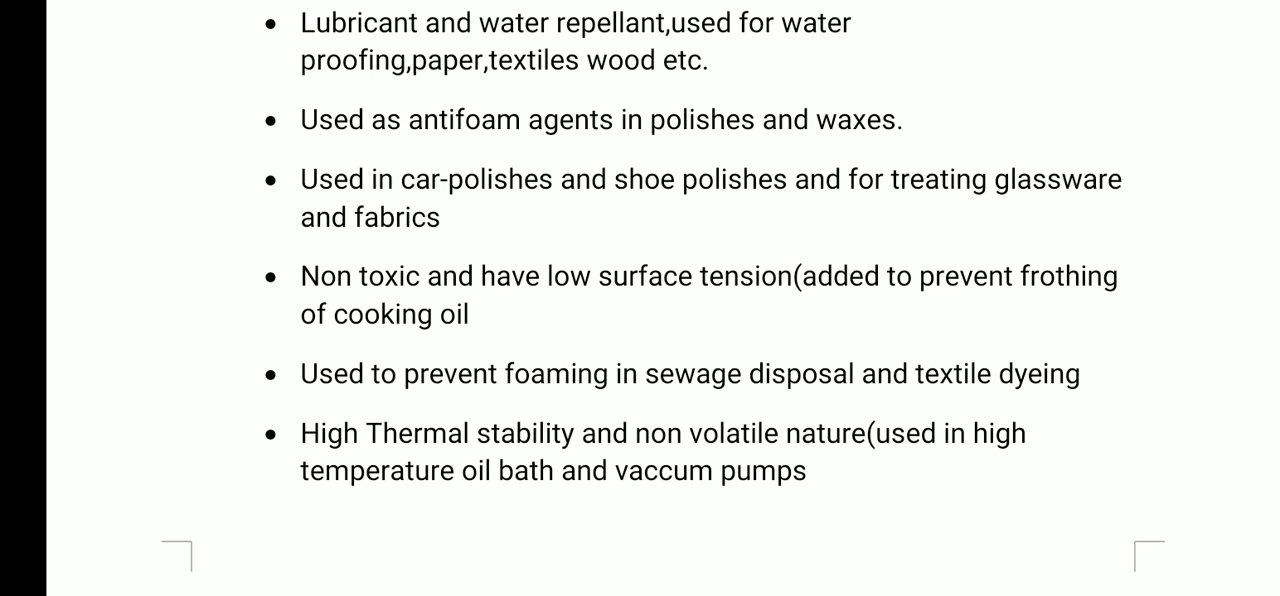 • Lubricant and water repellant,used for water
proofing,paper,textiles wood etc.
• Used as antifoam agents in polishes and waxes.
• Used in car-polishes and shoe polishes and for treating glassware
and fabrics
• Non toxic and have low surface tension(added to prevent frothing
of cooking oil
• Used to prevent foaming in sewage disposal and textile dyeing
• High Thermal stability and non volatile nature(used in high
temperature oil bath and vaccum pumps